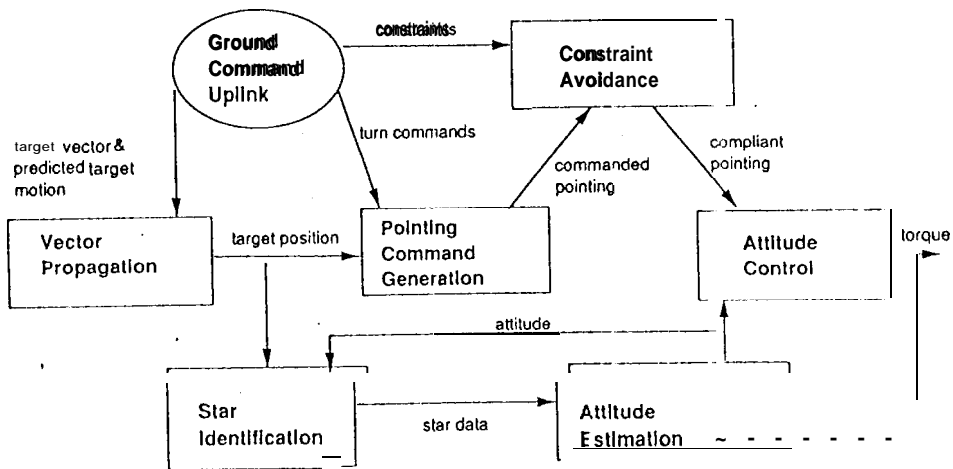 Ground
Command
Uplink
constraints
Constraint
Avoidance
turn commands
target vector &
predicted target
motion
commanded
pointing
compliant
pointing
Vector
Propagation
target position
Pointing
Command
Generation
Attitude
Control
torque
attitude
Star
Identification
star data
Attitude
Estimation